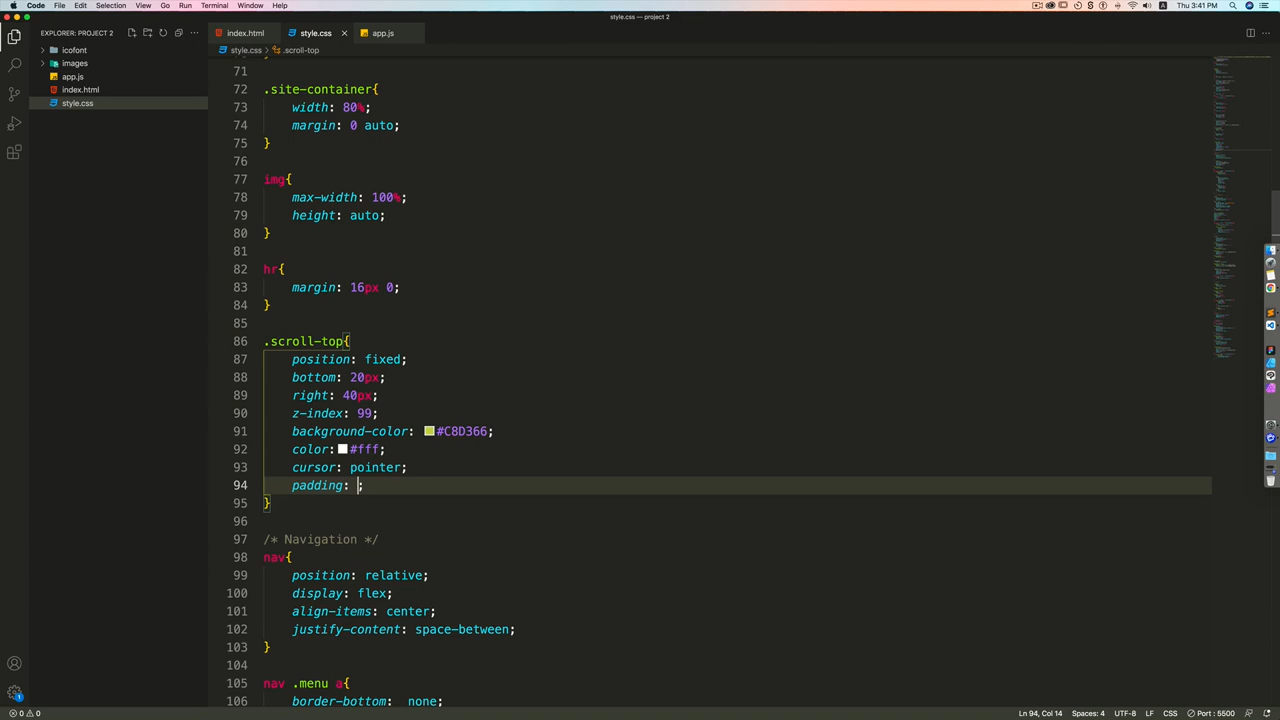 Code File Edit Selection View Go Run Terminal Window Help
Thu 3:41 PM
style.css — project 2
EXPLORER: PROJECT 2
index.html style.css app.js
style.css > .scroll-top
icofont
images
app.js
index.html
style.css
71
72 .site-container{
73 width: 80%;
74 margin: 0 auto;
75 }
76
77 img{
78 max-width: 100%;
79 height: auto;
80 }
81
82 hr{
83 margin: 16px 0;
84 }
85
86 .scroll-top{
87 position: fixed;
88 bottom: 20px;
89 right: 40px;
90 z-index: 99;
91 background-color: #C8D366;
92 color: #fff;
93 cursor: pointer;
94 padding: ;
95 }
96
97 /* Navigation */
98 nav{
99 position: relative;
100 display: flex;
101 align-items: center;
102 justify-content: space-between;
103 }
104
105 nav .menu a{
106 border-bottom: none;
0 0 Ln 94, Col 14 Spaces: 4 UTF-8 LF CSS Port : 5500